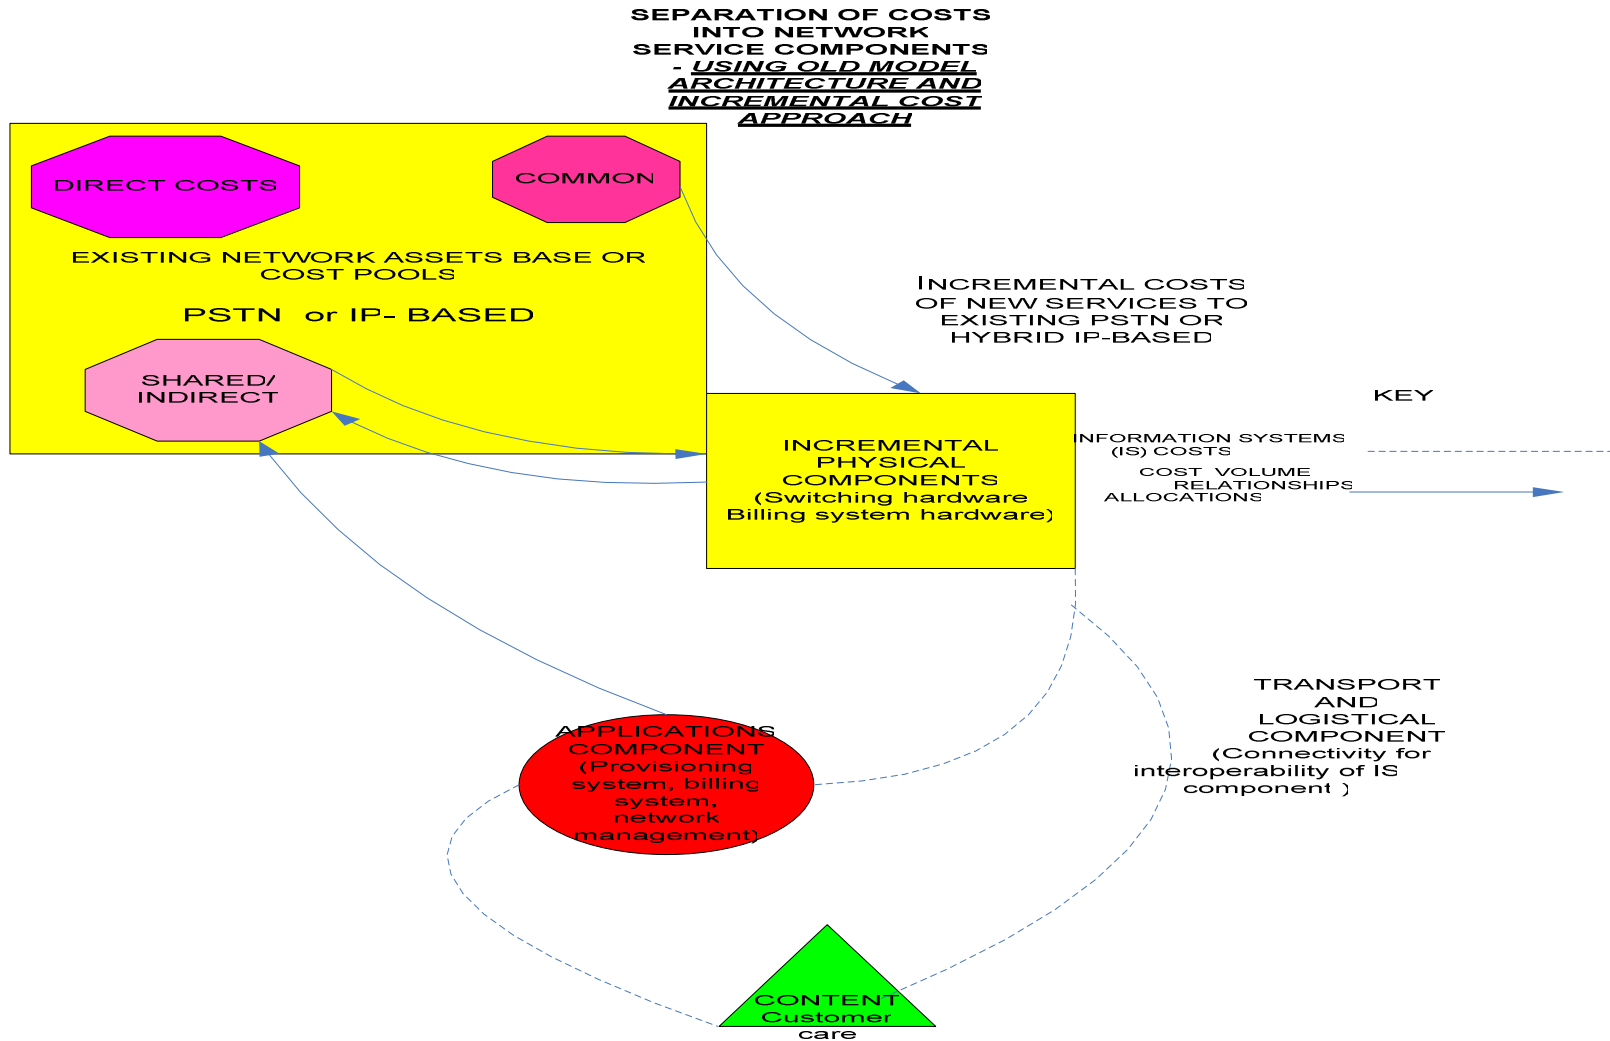 SEPARATION OF COSTS
INTO NETWORK
SERVICE COMPONENTS
- USING OLD MODEL
ARCHITECTURE AND
INCREMENTAL COST
APPROACH
DIRECT COSTS
COMMON
EXISTING NETWORK ASSETS BASE OR
COST POOLS
PSTN or IP- BASED
SHARED/
INDIRECT
INCREMENTAL COSTS
OF NEW SERVICES TO
EXISTING PSTN OR
HYBRID IP-BASED
KEY
INFORMATION SYSTEMS
(IS) COSTS
COST VOLUME
RELATIONSHIPS
ALLOCATIONS
INCREMENTAL
PHYSICAL
COMPONENTS
(Switching hardware
Billing system hardware)
TRANSPORT
AND
LOGISTICAL
COMPONENT
(Connectivity for
interoperability of IS
component )
APPLICATIONS
COMPONENT
(Provisioning
system, billing
system,
network
management)
CONTENT
Customer
care